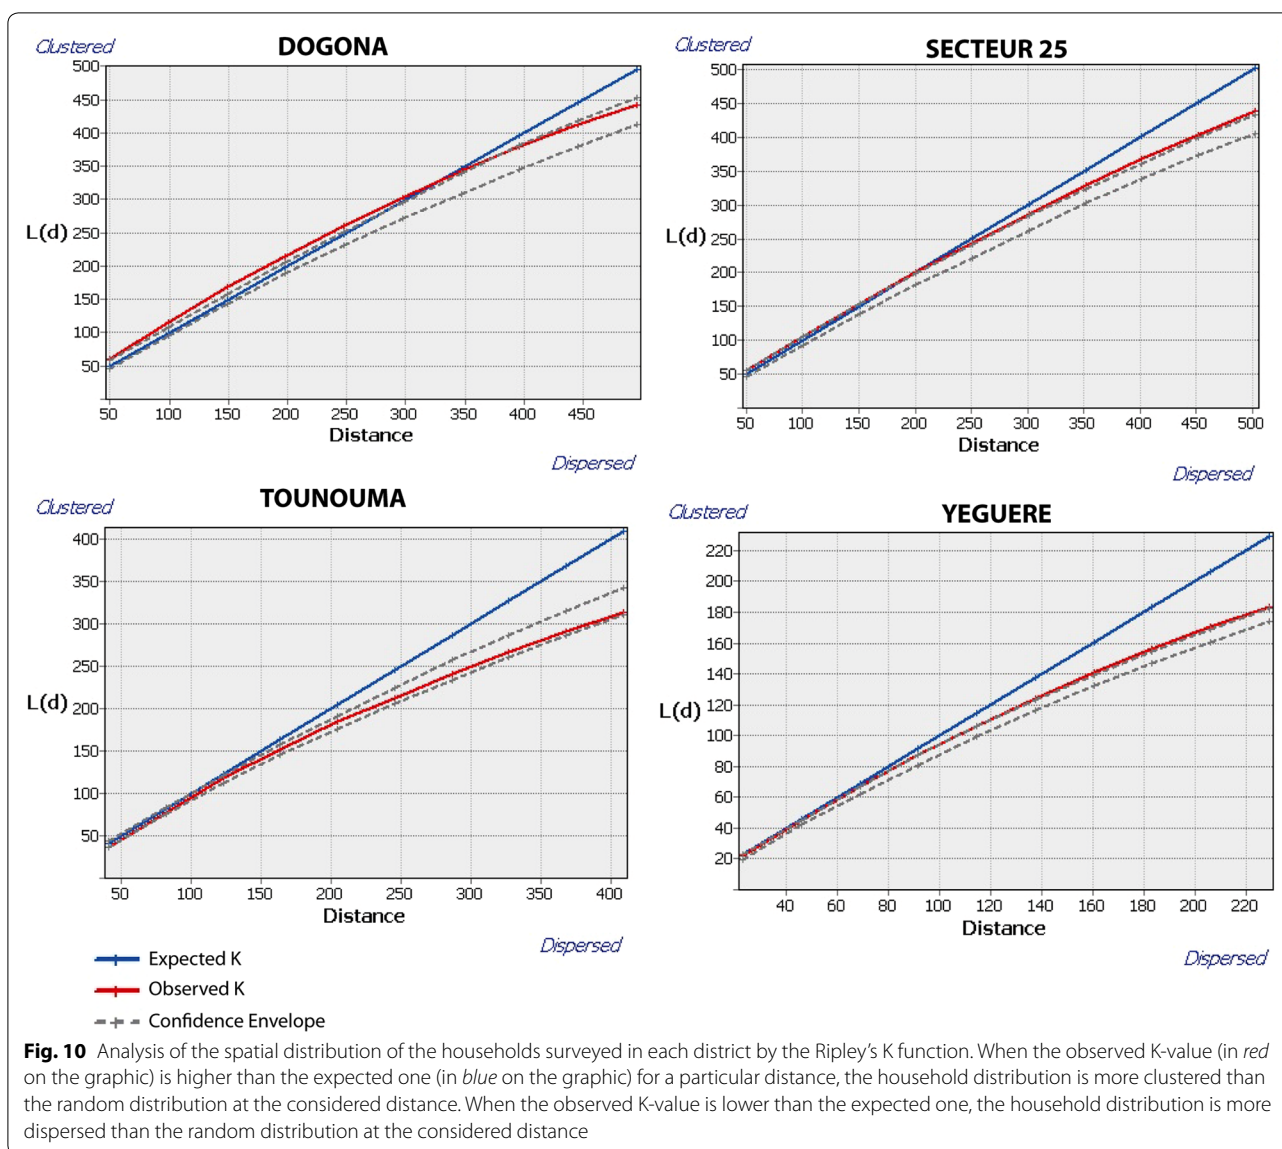 Clustered
DOGONA
500
450
400
350
300
L(d) 250
200
150
100
50
50 100 150 200 250 300 350 400 450
Distance
Dispersed
Clustered
SECTEUR 25
500
450
400
350
300
L(d) 250
200
150
100
50
50 100 150 200 250 300 350 400 450 500
Distance
Dispersed
Clustered
TOUNOUMA
400
350
300
250
L(d) 200
150
100
50
50 100 150 200 250 300 350 400
Distance
Dispersed
Clustered
YEGUERE
220
200
180
160
140
L(d) 120
100
80
60
40
20
40 60 80 100 120 140 160 180 200 220
Distance
Dispersed
Expected K
Observed K
Confidence Envelope
Fig. 10 Analysis of the spatial distribution of the households surveyed in each district by the Ripley's K function. When the observed K-value (in red
on the graphic) is higher than the expected one (in blue on the graphic) for a particular distance, the household distribution is more clustered than
the random distribution at the considered distance. When the observed K-value is lower than the expected one, the household distribution is more
dispersed than the random distribution at the considered distance